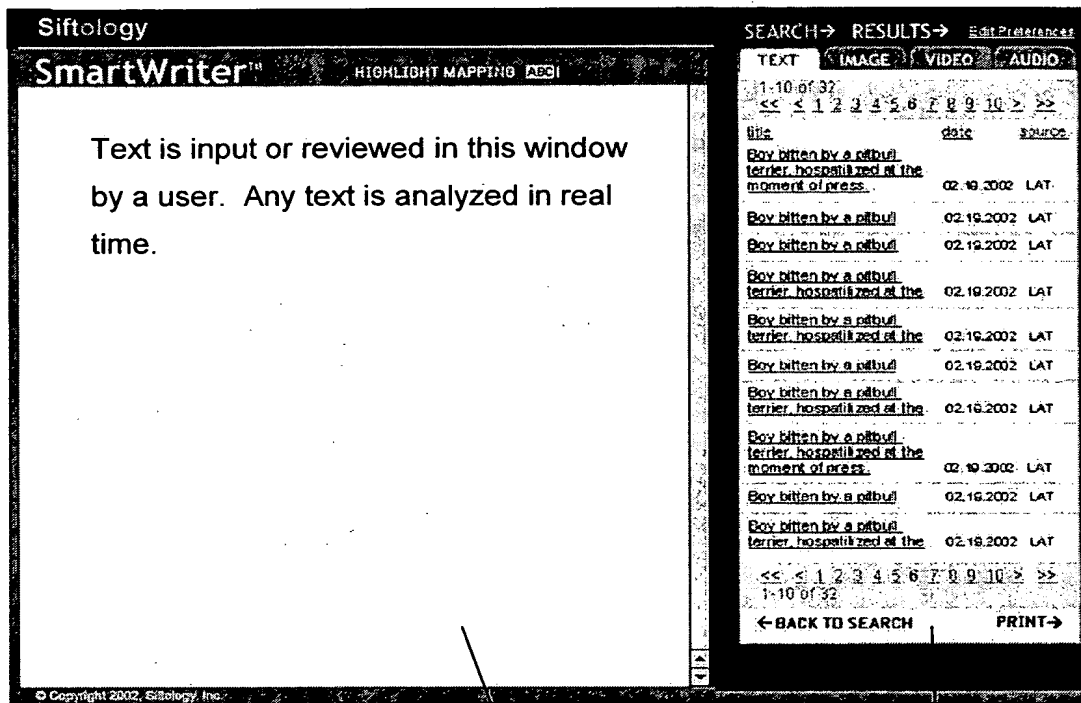 Siftology
SmartWriter™ HIGHLIGHT MAPPING ABC
Text is input or reviewed in this window
by a user. Any text is analyzed in real
time.
© Copyright 2002, Siftology, Inc.
SEARCH→ RESULTS→ Edit Preferences
TEXT IMAGE VIDEO AUDIO
1-10 of 32
<< < 1 2 3 4 5 6 7 8 9 10 > >>
title date source
Boy bitten by a pitbull
terrier, hospatilized at the
moment of press. 02.19.2002 LAT
Boy bitten by a pitbull 02.19.2002 LAT
Boy bitten by a pitbull 02.19.2002 LAT
Boy bitten by a pitbull
terrier, hospatilized at the 02.19.2002 LAT
Boy bitten by a pitbull
terrier, hospatilized at the 02.19.2002 LAT
Boy bitten by a pitbull 02.19.2002 LAT
Boy bitten by a pitbull
terrier, hospatilized at the 02.19.2002 LAT
Boy bitten by a pitbull
terrier, hospatilized at the
moment of press. 02.19.2002 LAT
Boy bitten by a pitbull 02.19.2002 LAT
Boy bitten by a pitbull
terrier, hospatilized at the 02.19.2002 LAT
<< < 1 2 3 4 5 6 7 8 9 10 > >>
1-10 of 32
←BACK TO SEARCH PRINT→